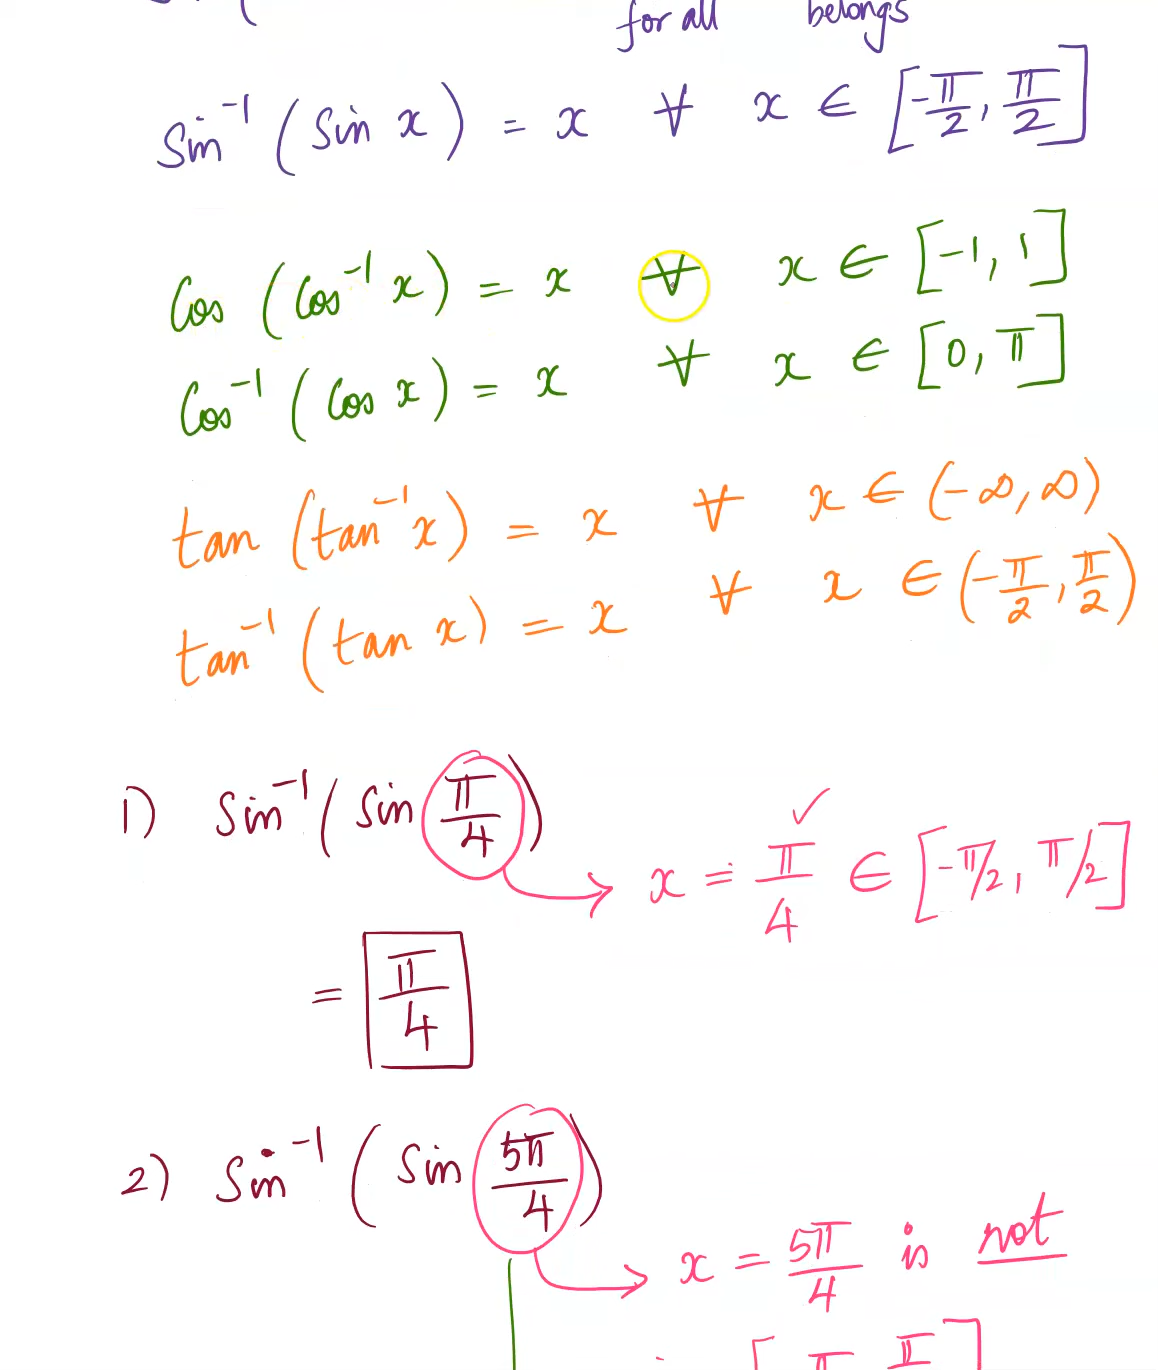 for all belongs
Sin⁻¹ (Sin x) = x ∀ x ∈ [-π/2, π/2]
Cos (Cos⁻¹ x) = x ∀ x ∈ [-1, 1]
Cos⁻¹ (Cos x) = x ∀ x ∈ [0, π]
tan (tan⁻¹ x) = x ∀ x ∈ (-∞, ∞)
tan⁻¹ (tan x) = x ∀ x ∈ (-π/2, π/2)
1) Sin⁻¹ (Sin π/4) x = π/4 ✓ ∈ [-π/2, π/2]
= π/4
2) Sin⁻¹ (Sin 5π/4)
x = 5π/4 is not